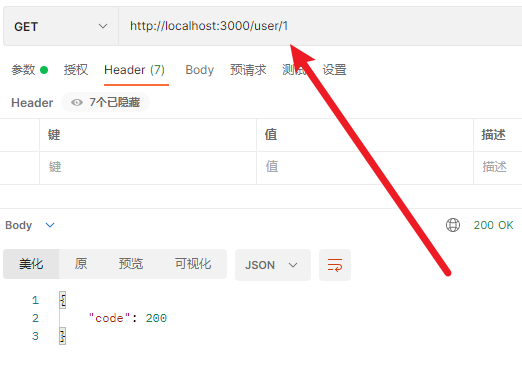 GET http://localhost:3000/user/1
参数 授权 Header (7) Body 预请求 测试 设置
Header 7个已隐藏
键 值 描述
键 值 描述
Body 200 OK
美化 原 预览 可视化 JSON
1 {
2 "code": 200
3 }